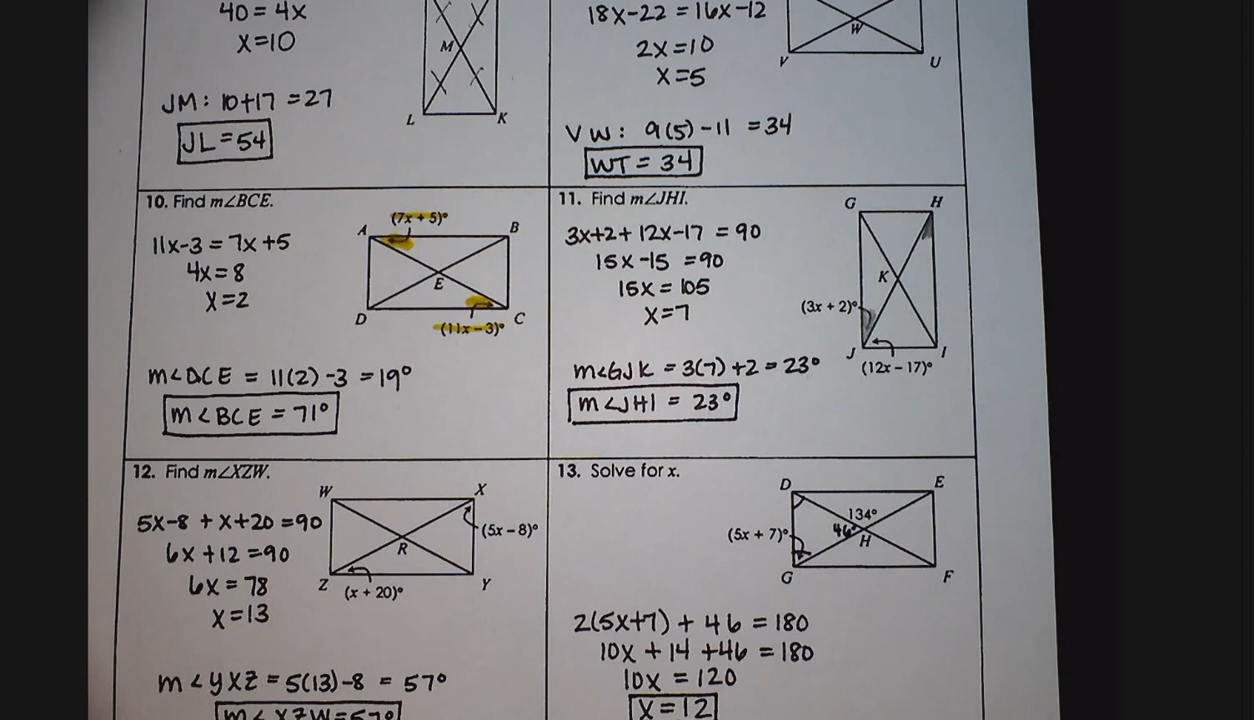 40 = 4x
x=10
JM: 10+17 = 27
JL = 54
M
L
K
18x-22 = 16x-12
2x = 10
x = 5
VW: 9(5)-11 = 34
WT = 34
W
V
U
10. Find m∠BCE.
11x-3 = 7x+5
4x = 8
x=2
m∠DCE = 11(2)-3 = 19°
m∠BCE = 71°
(7x + 5)°
A
B
E
D
C
(11x - 3)°
11. Find m∠JHI.
3x+2+12x-17 = 90
15x-15 = 90
15x = 105
x=7
m∠GJK = 3(7)+2 = 23°
m∠JHI = 23°
G
H
K
(3x + 2)°
J
I
(12x - 17)°
12. Find m∠XZW.
5x-8 + x+20 = 90
6x+12 = 90
6x = 78
x=13
m∠YXZ = 5(13)-8 = 57°
m∠XZW = 57°
W
X
(5x - 8)°
R
Z
Y
(x + 20)°
13. Solve for x.
D
E
134°
46°
(5x + 7)°
H
G
F
2(5x+7) + 46 = 180
10x + 14 + 46 = 180
10x = 120
x = 12